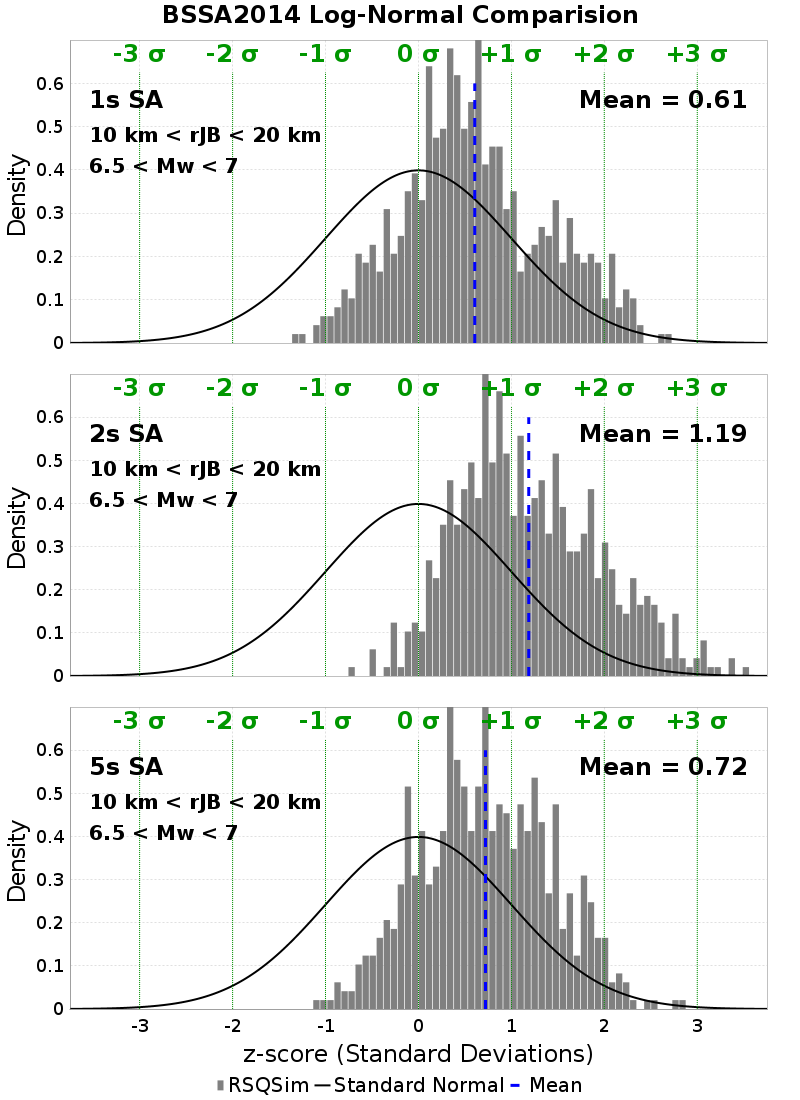 BSSA2014 Log-Normal Comparision
-3 σ -2 σ -1 σ 0 σ +1 σ +2 σ +3 σ
1s SA Mean = 0.61
10 km < rJB < 20 km
6.5 < Mw < 7
0.6
0.5
0.4
0.3
0.2
0.1
0
Density
-3 σ -2 σ -1 σ 0 σ +1 σ +2 σ +3 σ
2s SA Mean = 1.19
10 km < rJB < 20 km
6.5 < Mw < 7
0.6
0.5
0.4
0.3
0.2
0.1
0
Density
-3 σ -2 σ -1 σ 0 σ +1 σ +2 σ +3 σ
5s SA Mean = 0.72
10 km < rJB < 20 km
6.5 < Mw < 7
0.6
0.5
0.4
0.3
0.2
0.1
0
Density
-3 -2 -1 0 1 2 3
z-score (Standard Deviations)
RSQSim Standard Normal Mean